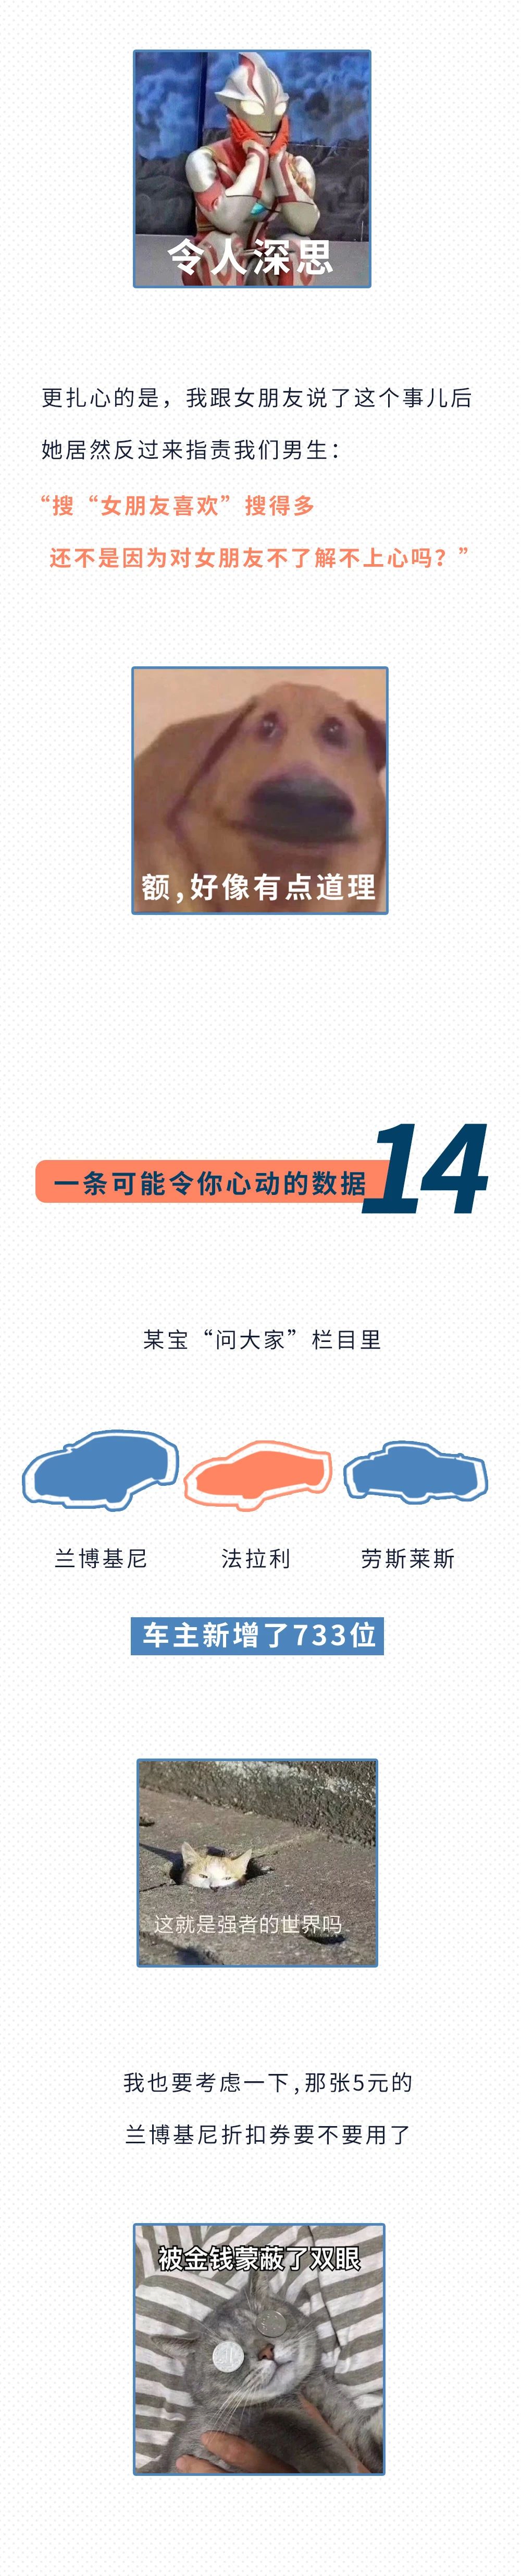 令人深思
更扎心的是，我跟女朋友说了这个事儿后
她居然反过来指责我们男生：
“搜“女朋友喜欢”搜得多
还不是因为对女朋友不了解不上心吗？”
额,好像有点道理
一条可能令你心动的数据
14
某宝“问大家”栏目里
兰博基尼 法拉利 劳斯莱斯
车主新增了733位
这就是强者的世界吗
我也要考虑一下,那张5元的
兰博基尼折扣券要不要用了
被金钱蒙蔽了双眼